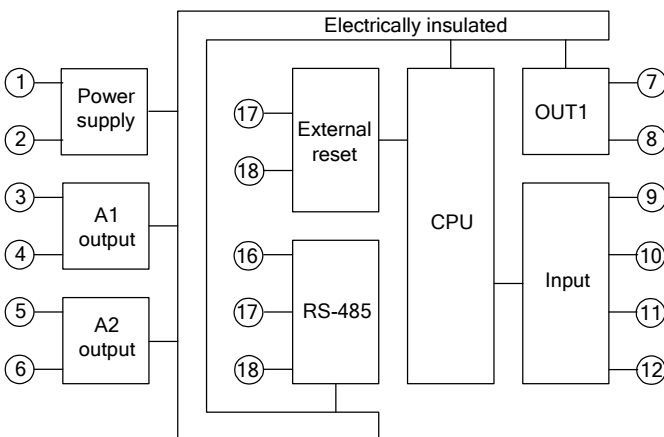 Electrically insulated
1
Power
supply
2
3
A1
output
4
5
A2
output
6
17
External
reset
18
16
RS-485
17
18
CPU
OUT1
7
8
Input
9
10
11
12